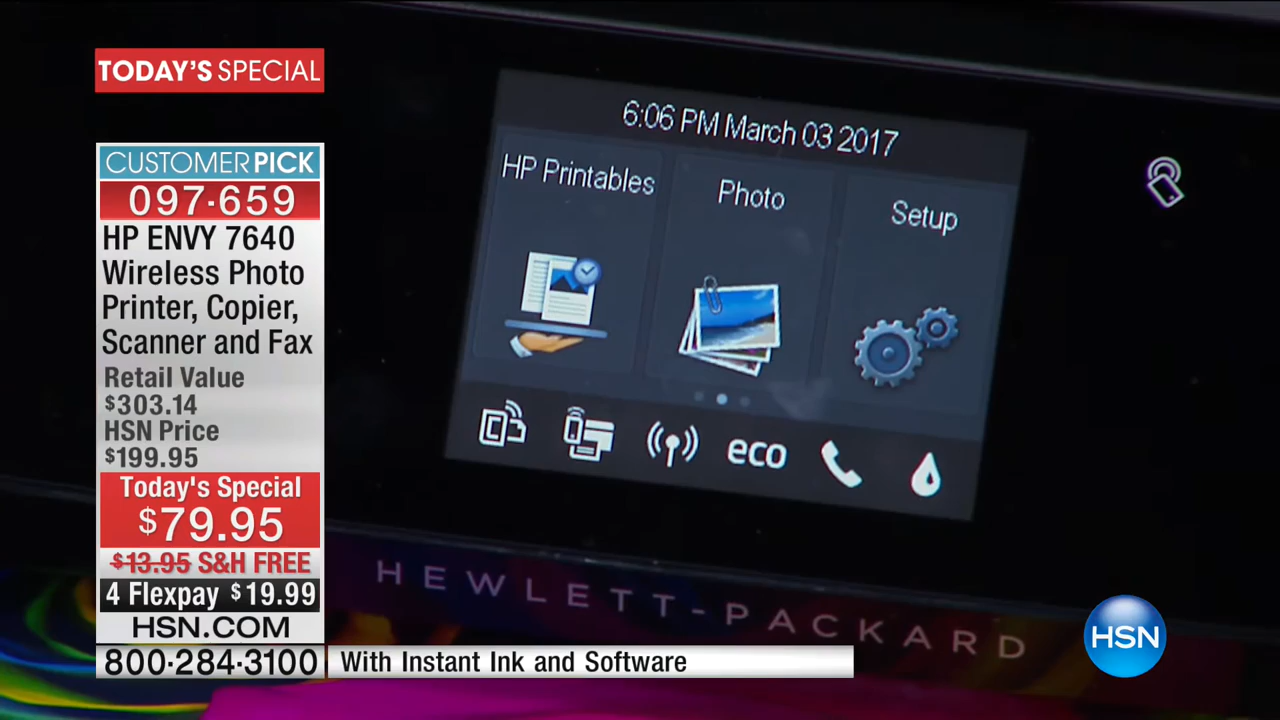 TODAY'S SPECIAL
CUSTOMER PICK
097-659
HP ENVY 7640
Wireless Photo
Printer, Copier,
Scanner and Fax
Retail Value
$303.14
HSN Price
$199.95
Today's Special
$79.95
$13.95 S&H FREE
4 Flexpay $19.99
HSN.COM
800-284-3100
With Instant Ink and Software
6:06 PM March 03 2017
HP Printables
Photo
Setup
eco
HEWLETT-PACKARD
HSN